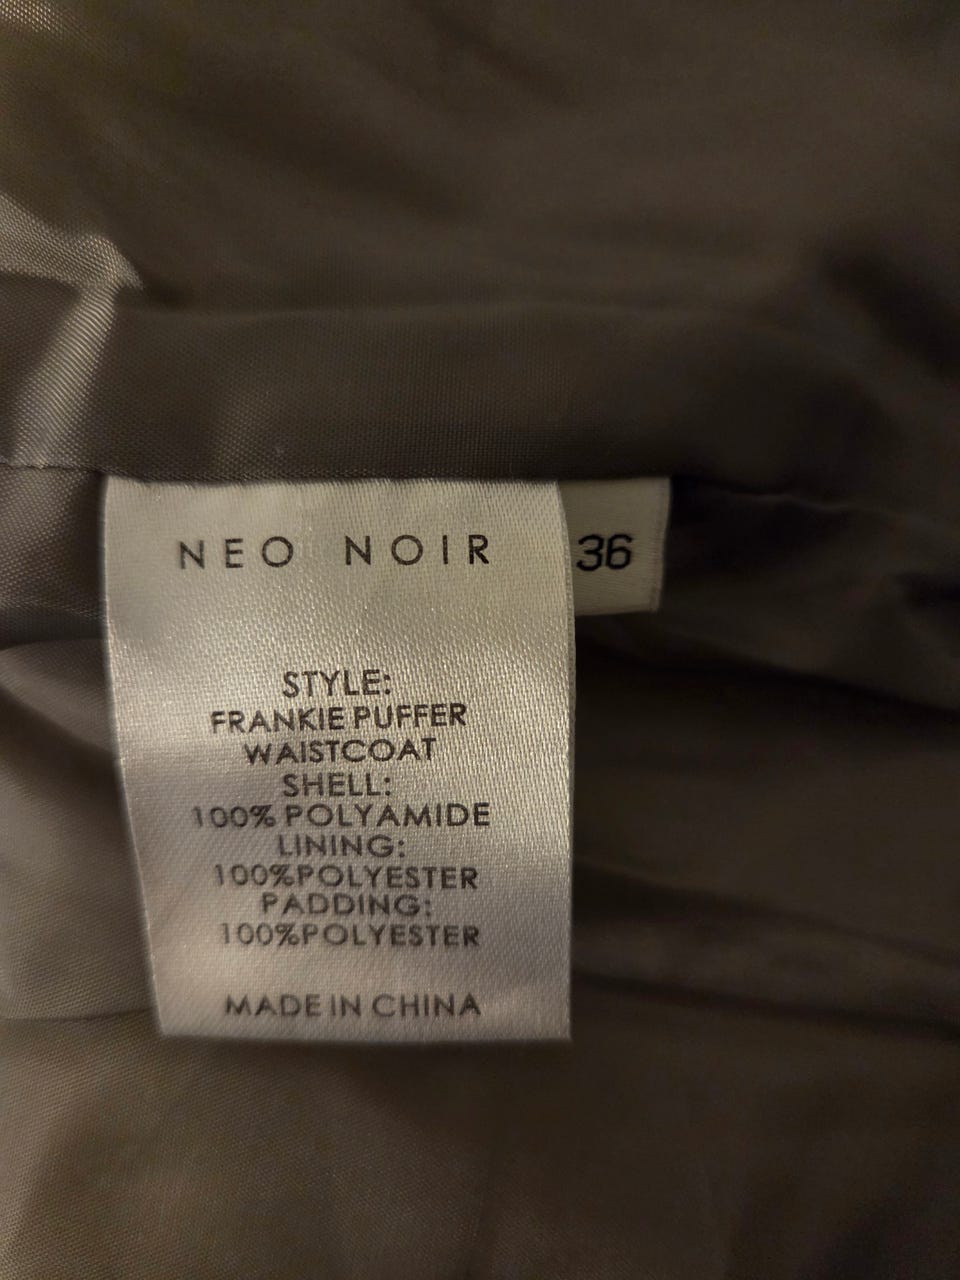 NEO NOIR
36
STYLE:
FRANKIE PUFFER
WAISTCOAT
SHELL:
100% POLYAMIDE
LINING:
100%POLYESTER
PADDING:
100%POLYESTER
MADE IN CHINA